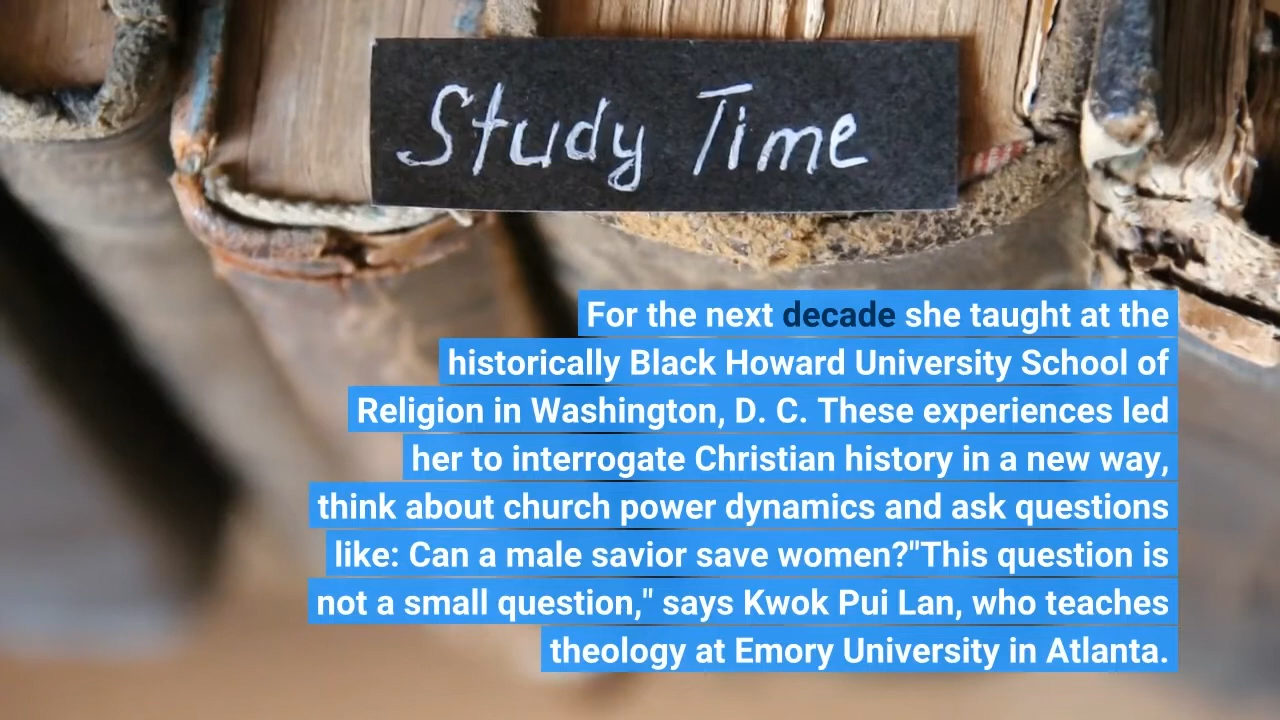 Study Time
For the next decade she taught at the
historically Black Howard University School of
Religion in Washington, D. C. These experiences led
her to interrogate Christian history in a new way,
think about church power dynamics and ask questions
like: Can a male savior save women?"This question is
not a small question," says Kwok Pui Lan, who teaches
theology at Emory University in Atlanta.